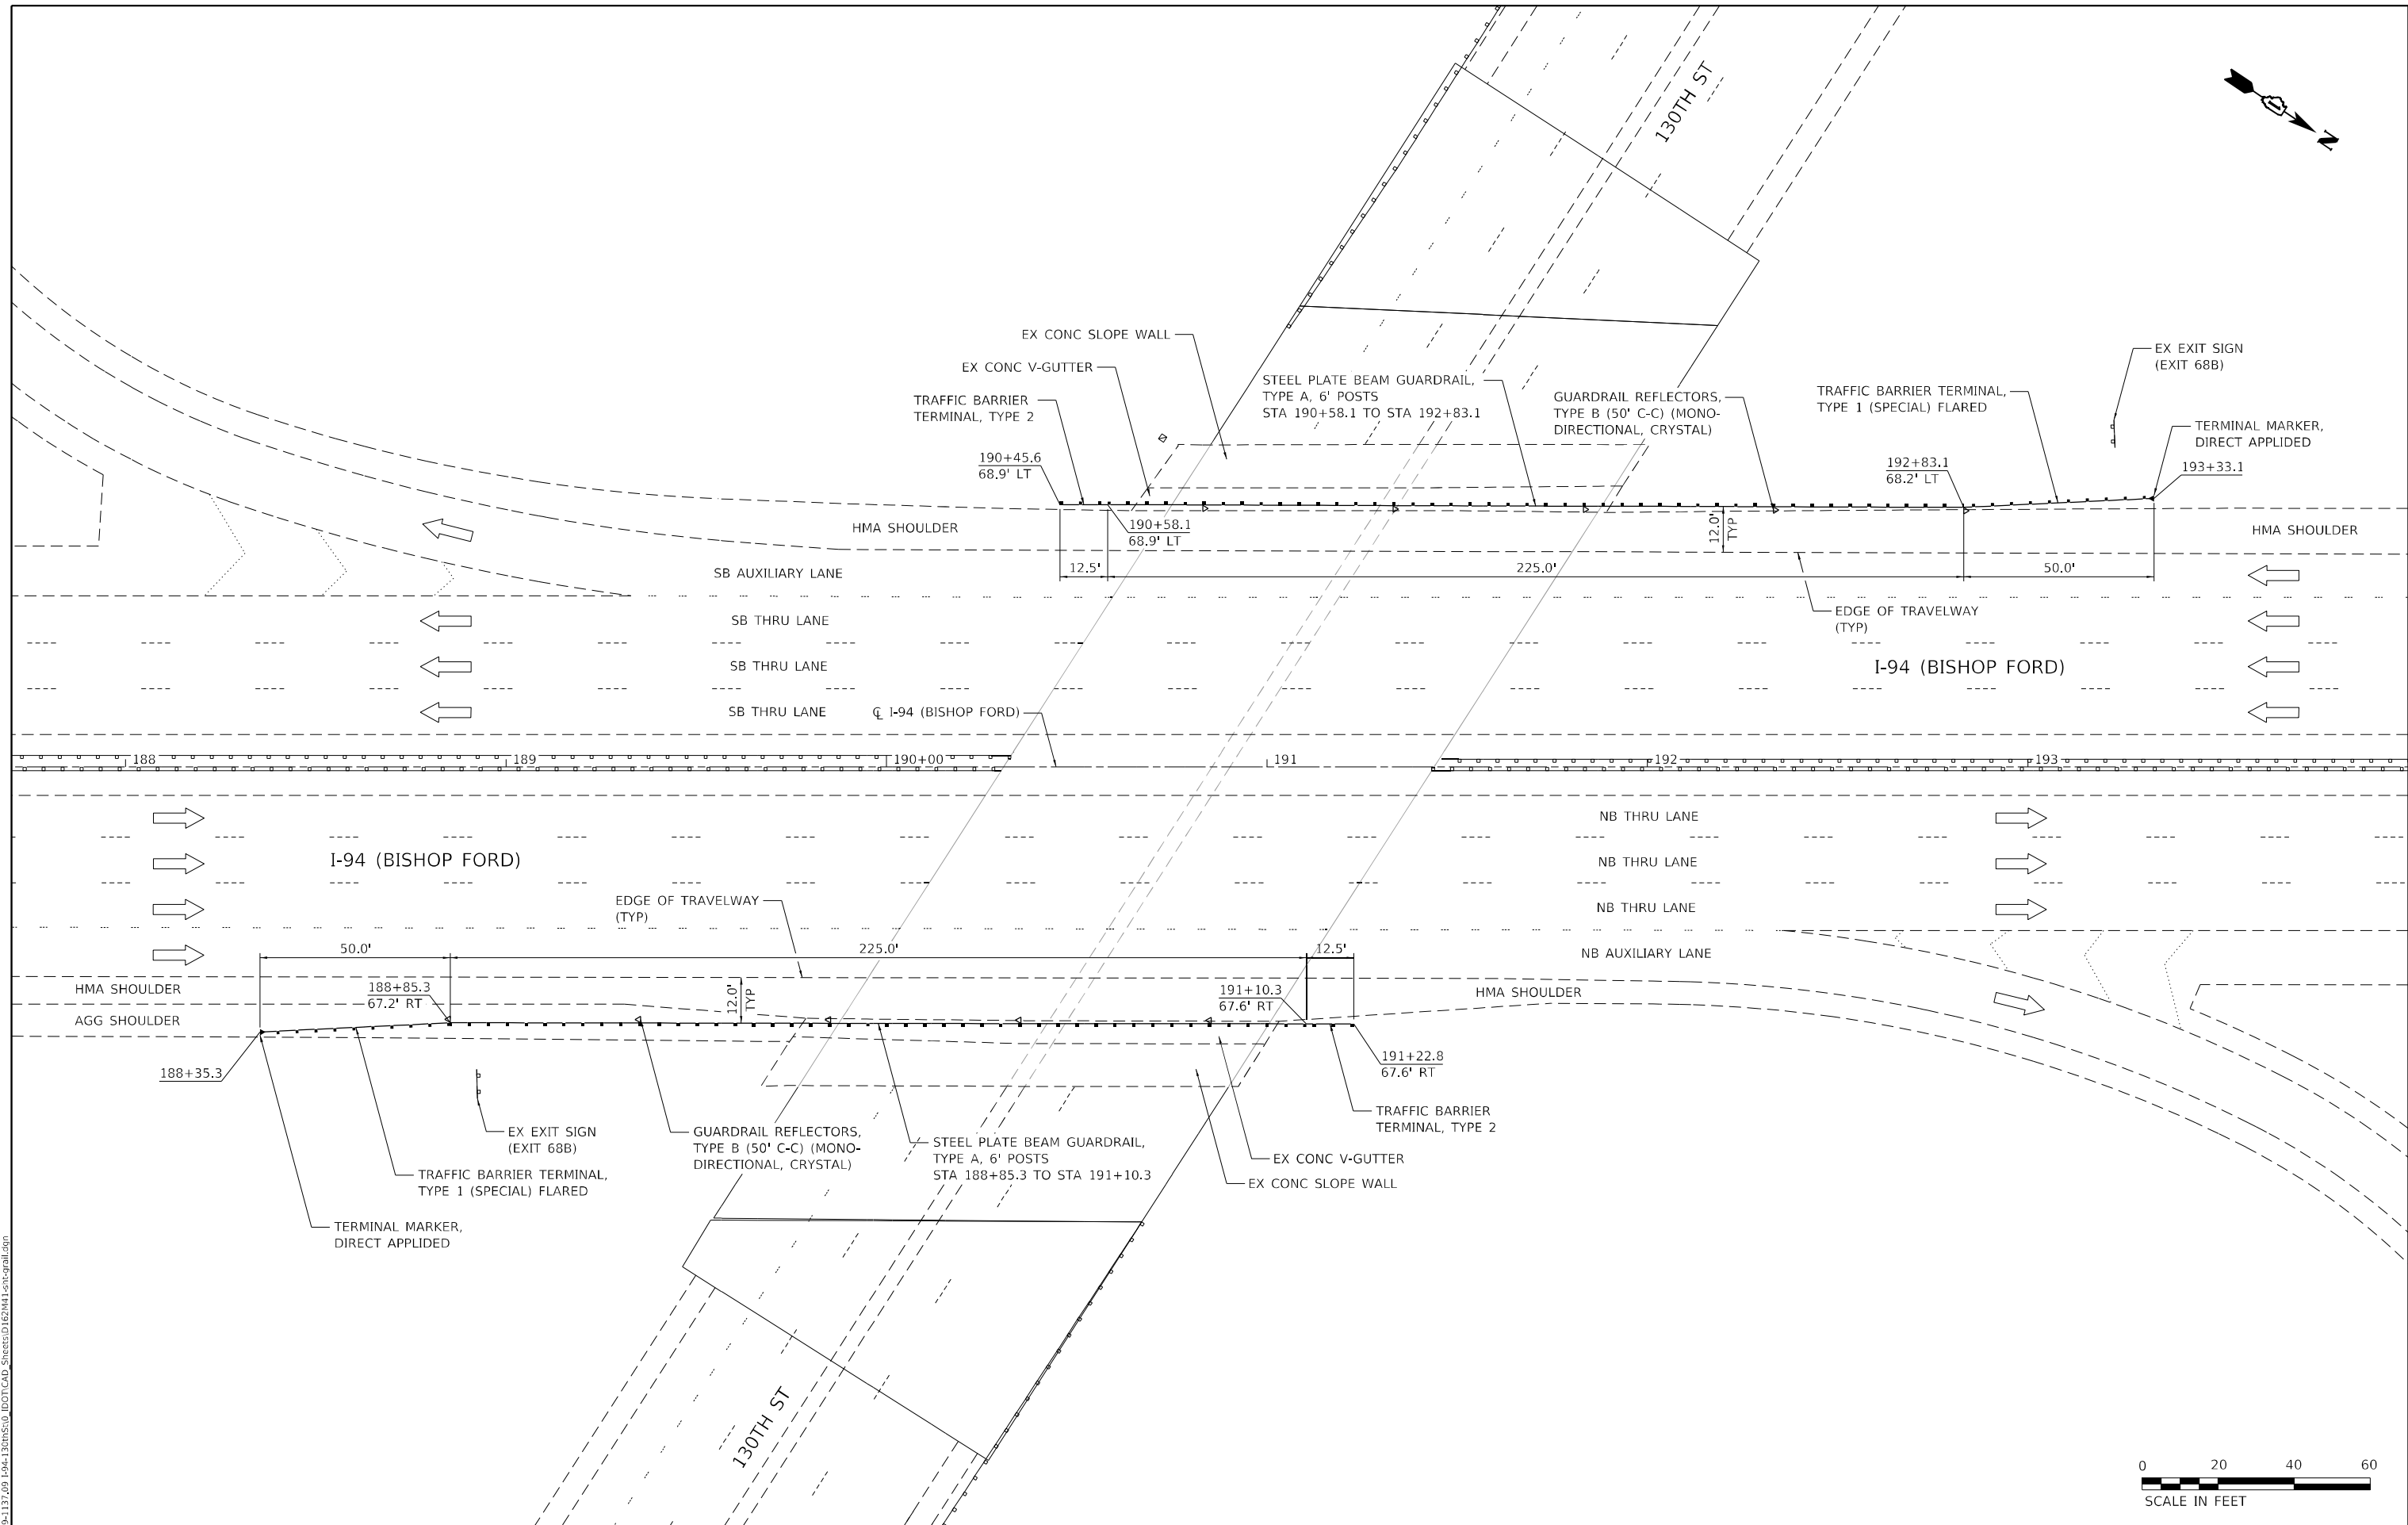 130TH ST
N
EX CONC SLOPE WALL
EX CONC V-GUTTER
TRAFFIC BARRIER
TERMINAL, TYPE 2
STEEL PLATE BEAM GUARDRAIL,
TYPE A, 6' POSTS
STA 190+58.1 TO STA 192+83.1
GUARDRAIL REFLECTORS,
TYPE B (50' C-C) (MONO-
DIRECTIONAL, CRYSTAL)
TRAFFIC BARRIER TERMINAL,
TYPE 1 (SPECIAL) FLARED
EX EXIT SIGN
(EXIT 68B)
TERMINAL MARKER,
DIRECT APPLIDED
190+45.6
68.9' LT
190+58.1
68.9' LT
192+83.1
68.2' LT
193+33.1
HMA SHOULDER
12.0'
TYP
HMA SHOULDER
SB AUXILIARY LANE
12.5'
225.0'
50.0'
EDGE OF TRAVELWAY
(TYP)
SB THRU LANE
SB THRU LANE
I-94 (BISHOP FORD)
SB THRU LANE
℄ I-94 (BISHOP FORD)
188
189
190+00
191
192
193
NB THRU LANE
I-94 (BISHOP FORD)
NB THRU LANE
NB THRU LANE
EDGE OF TRAVELWAY
(TYP)
50.0'
225.0'
12.5'
NB AUXILIARY LANE
HMA SHOULDER
188+85.3
67.2' RT
12.0'
TYP
191+10.3
67.6' RT
HMA SHOULDER
AGG SHOULDER
188+35.3
191+22.8
67.6' RT
EX EXIT SIGN
(EXIT 68B)
GUARDRAIL REFLECTORS,
TYPE B (50' C-C) (MONO-
DIRECTIONAL, CRYSTAL)
STEEL PLATE BEAM GUARDRAIL,
TYPE A, 6' POSTS
STA 188+85.3 TO STA 191+10.3
TRAFFIC BARRIER
TERMINAL, TYPE 2
EX CONC V-GUTTER
EX CONC SLOPE WALL
TRAFFIC BARRIER TERMINAL,
TYPE 1 (SPECIAL) FLARED
TERMINAL MARKER,
DIRECT APPLIDED
130TH ST
0 20 40 60
SCALE IN FEET